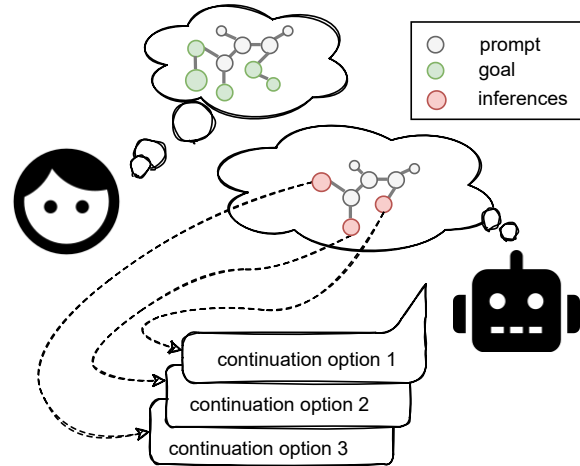 prompt
goal
inferences
continuation option 1
continuation option 2
continuation option 3